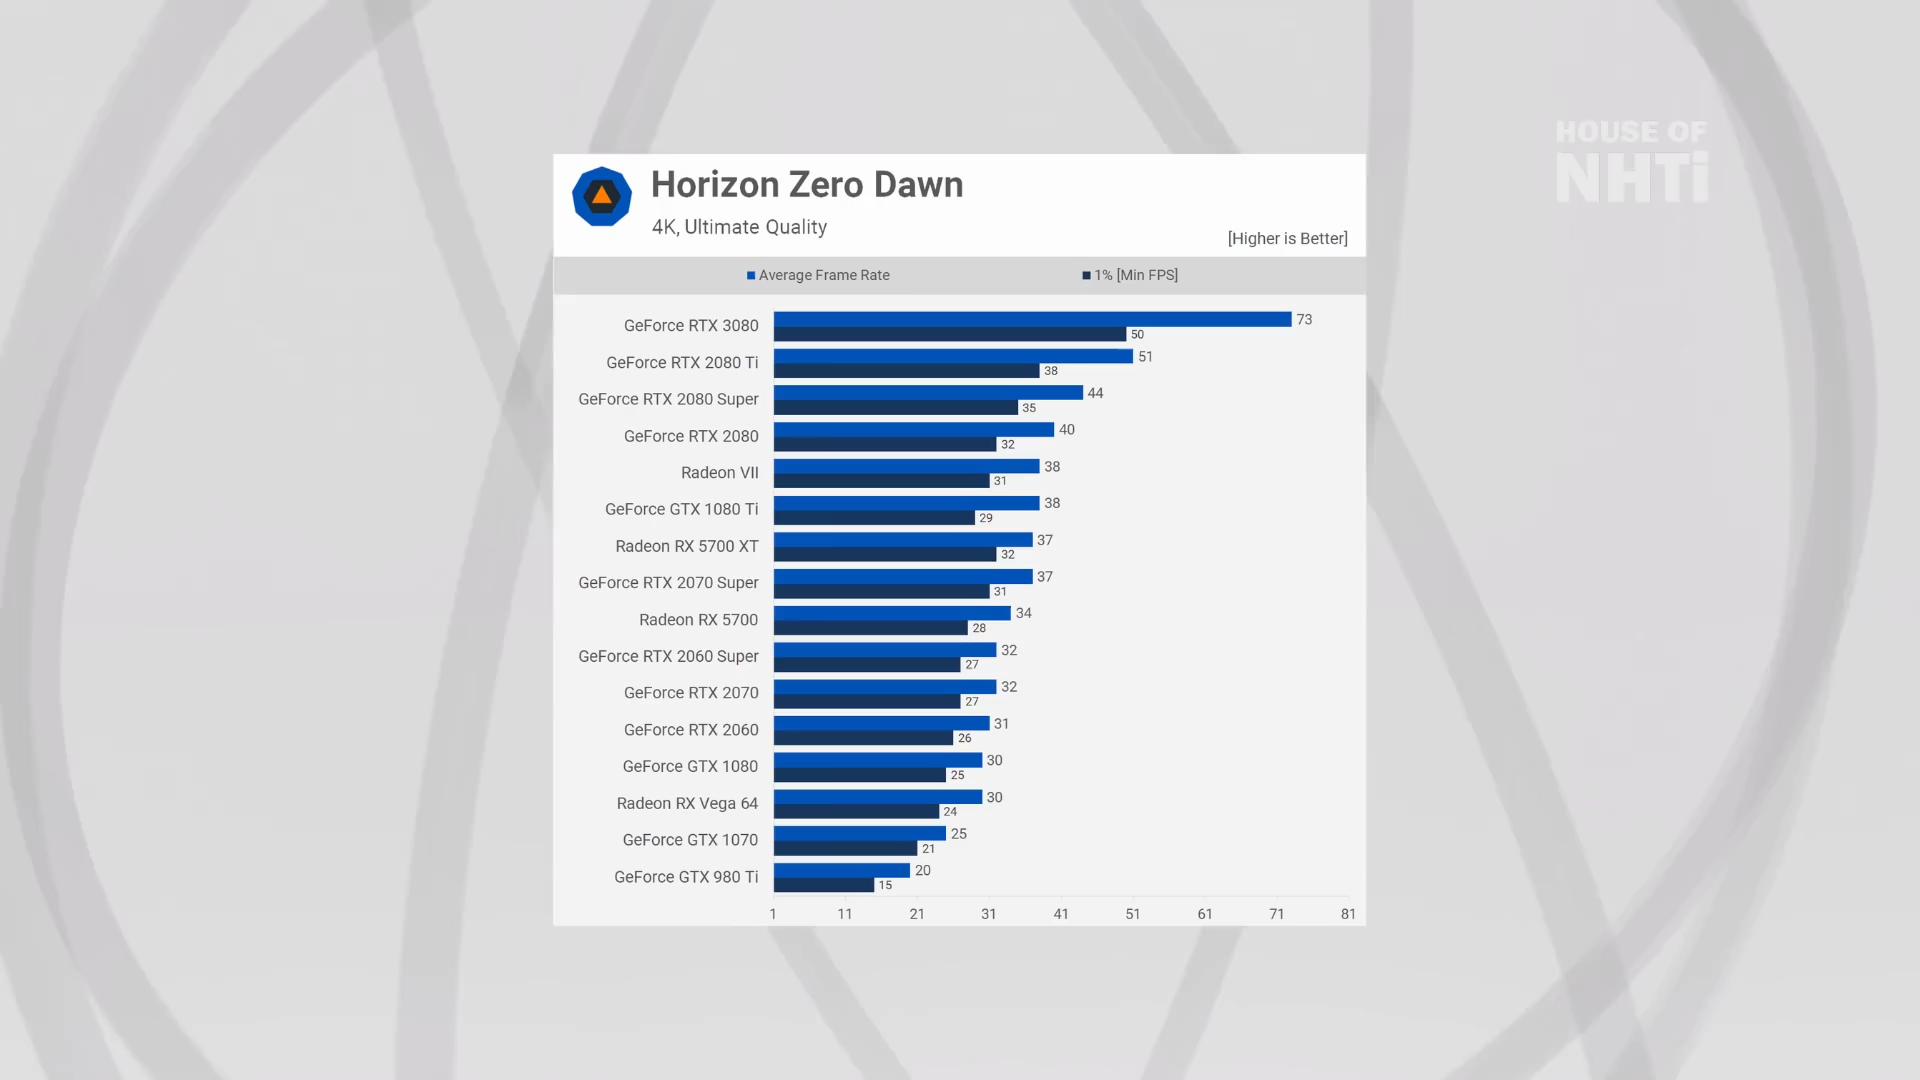 HOUSE OF
NHTi
Horizon Zero Dawn
4K, Ultimate Quality
[Higher is Better]
Average Frame Rate 1% [Min FPS]
GeForce RTX 3080 73 50
GeForce RTX 2080 Ti 51 38
GeForce RTX 2080 Super 44 35
GeForce RTX 2080 40 32
Radeon VII 38 31
GeForce GTX 1080 Ti 38 29
Radeon RX 5700 XT 37 32
GeForce RTX 2070 Super 37 31
Radeon RX 5700 34 28
GeForce RTX 2060 Super 32 27
GeForce RTX 2070 32 27
GeForce RTX 2060 31 26
GeForce GTX 1080 30 25
Radeon RX Vega 64 30 24
GeForce GTX 1070 25 21
GeForce GTX 980 Ti 20 15
1 11 21 31 41 51 61 71 81